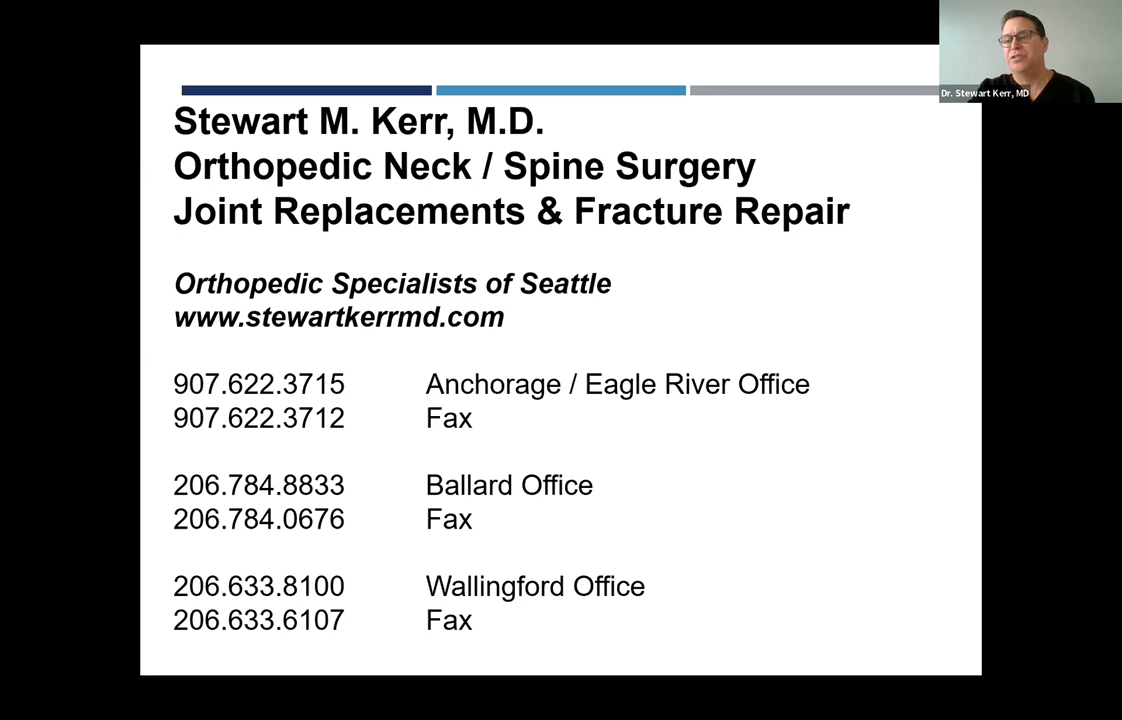 Dr. Stewart Kerr, MD
Stewart M. Kerr, M.D.
Orthopedic Neck / Spine Surgery
Joint Replacements & Fracture Repair
Orthopedic Specialists of Seattle
www.stewartkerrmd.com
907.622.3715 Anchorage / Eagle River Office
907.622.3712 Fax
206.784.8833 Ballard Office
206.784.0676 Fax
206.633.8100 Wallingford Office
206.633.6107 Fax